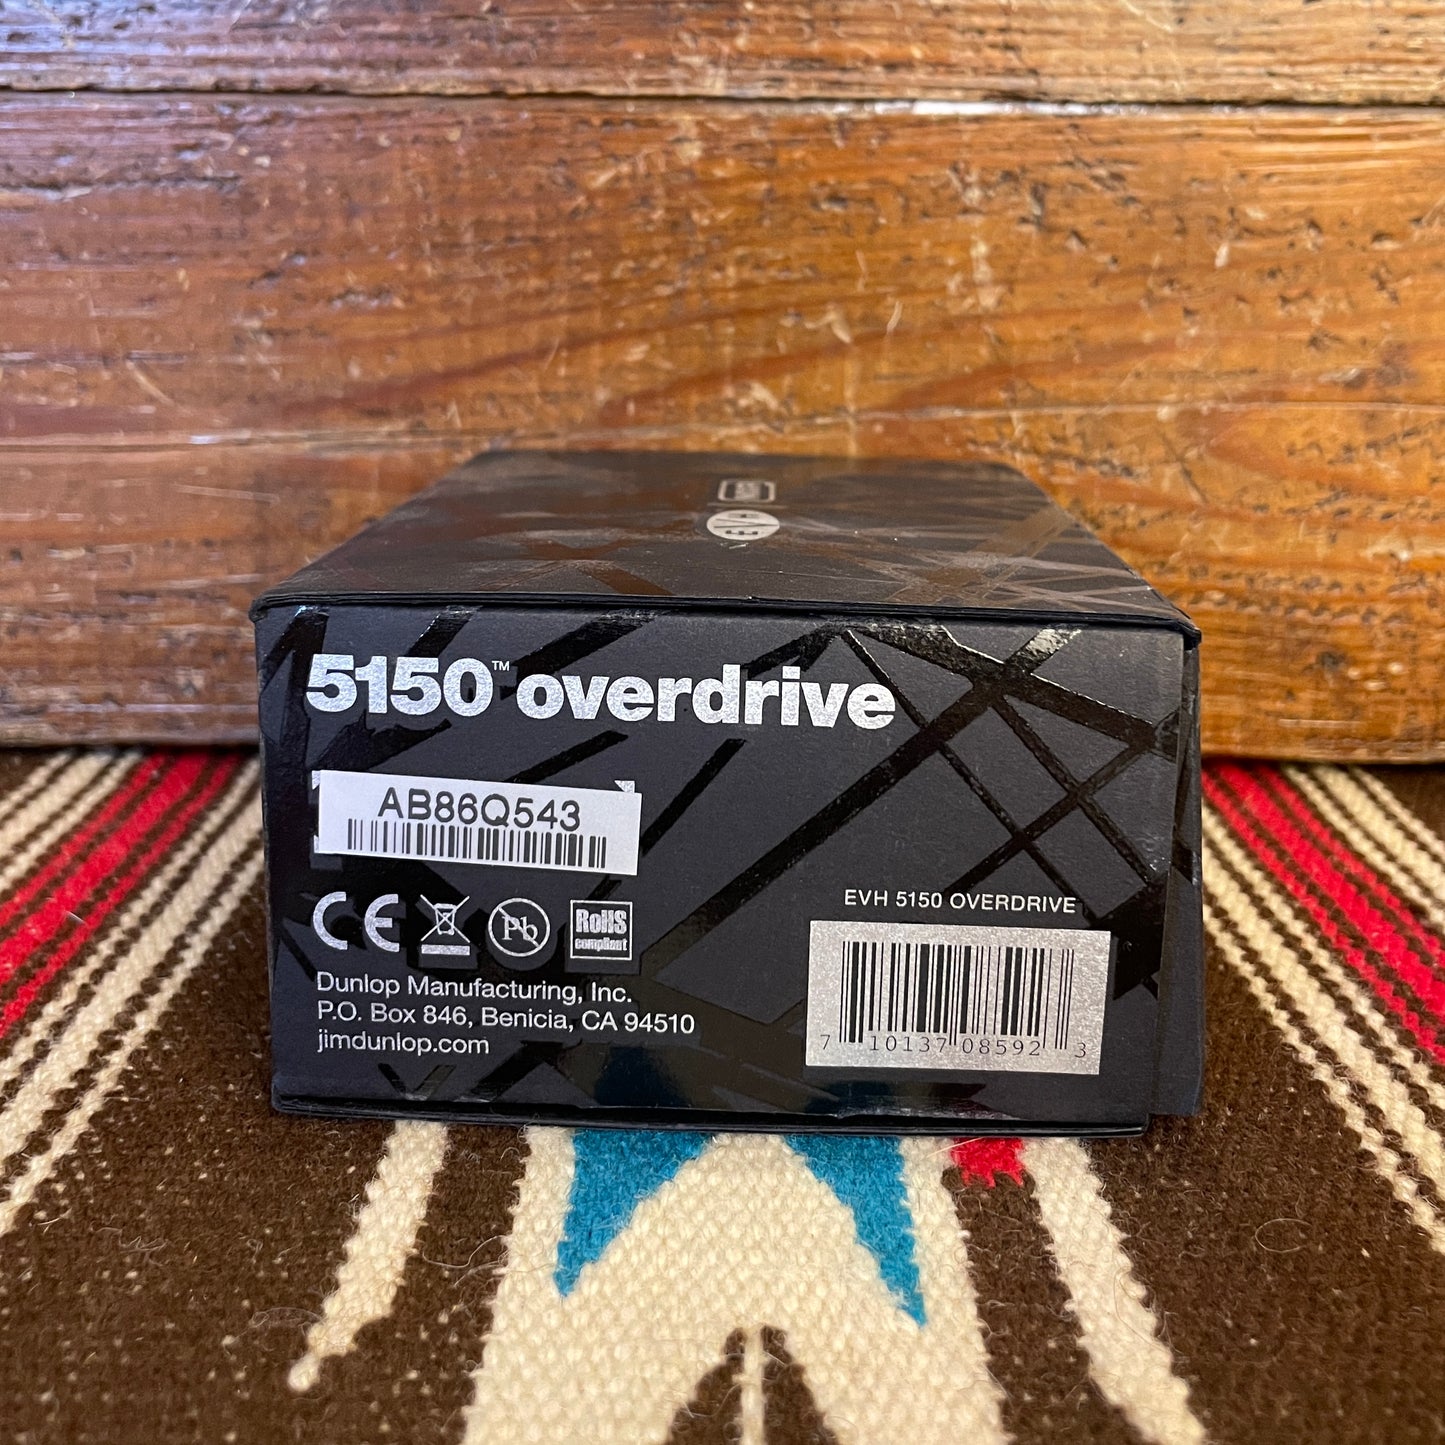 EVH
5150™ overdrive
AB86Q543
CE
Pb
RoHS
compliant
Dunlop Manufacturing, Inc.
P.O. Box 846, Benicia, CA 94510
jimdunlop.com
EVH 5150 OVERDRIVE
7 10137 08592 3